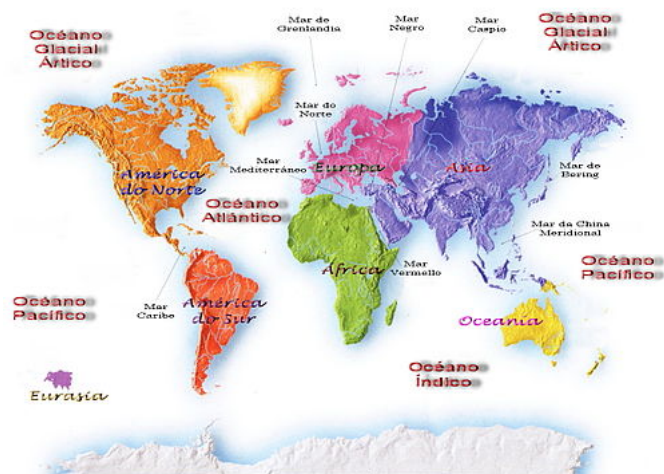 Océano
Glacial
Ártico
Mar de
Grenlandia
Mar
Negro
Mar
Caspio
Océano
Glacial
Ártico
Mar do
Norte
Mar
Mediterráneo
Europa
Asia
América
do Norte
Mar de
Bering
Océano
Atlántico
Mar da China
Meridional
África
Mar
Vermello
Océano
Pacífico
Océano
Pacífico
Mar
Caribe
América
do Sur
Oceanía
Océano
Índico
Eurasia